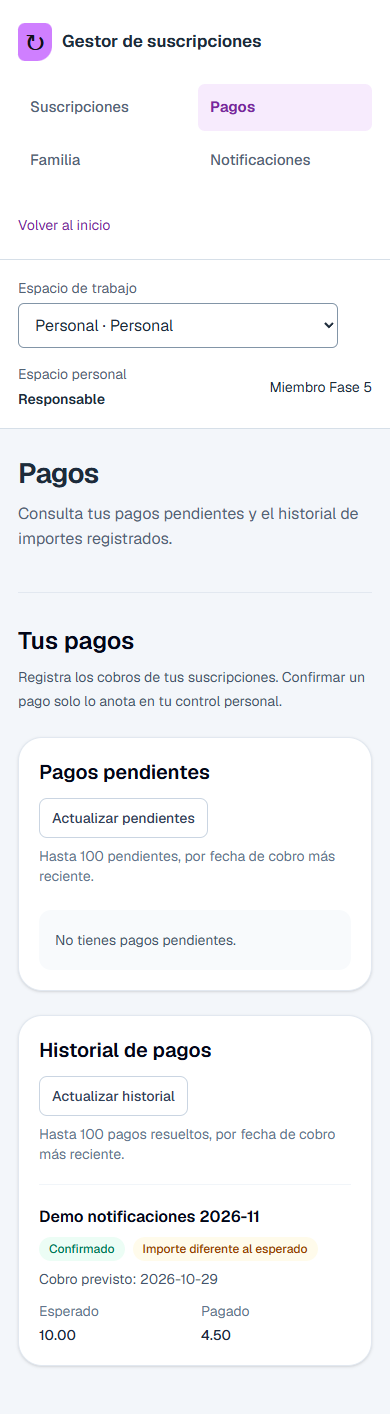 Gestor de suscripciones
Suscripciones
Pagos
Familia
Notificaciones
Volver al inicio
Espacio de trabajo
Personal · Personal
Espacio personal
Responsable
Miembro Fase 5
Pagos
Consulta tus pagos pendientes y el historial de
importes registrados.
Tus pagos
Registra los cobros de tus suscripciones. Confirmar un
pago solo lo anota en tu control personal.
Pagos pendientes
Actualizar pendientes
Hasta 100 pendientes, por fecha de cobro más
reciente.
No tienes pagos pendientes.
Historial de pagos
Actualizar historial
Hasta 100 pagos resueltos, por fecha de cobro
más reciente.
Demo notificaciones 2026-11
Confirmado
Importe diferente al esperado
Cobro previsto: 2026-10-29
Esperado
Pagado
10.00
4.50